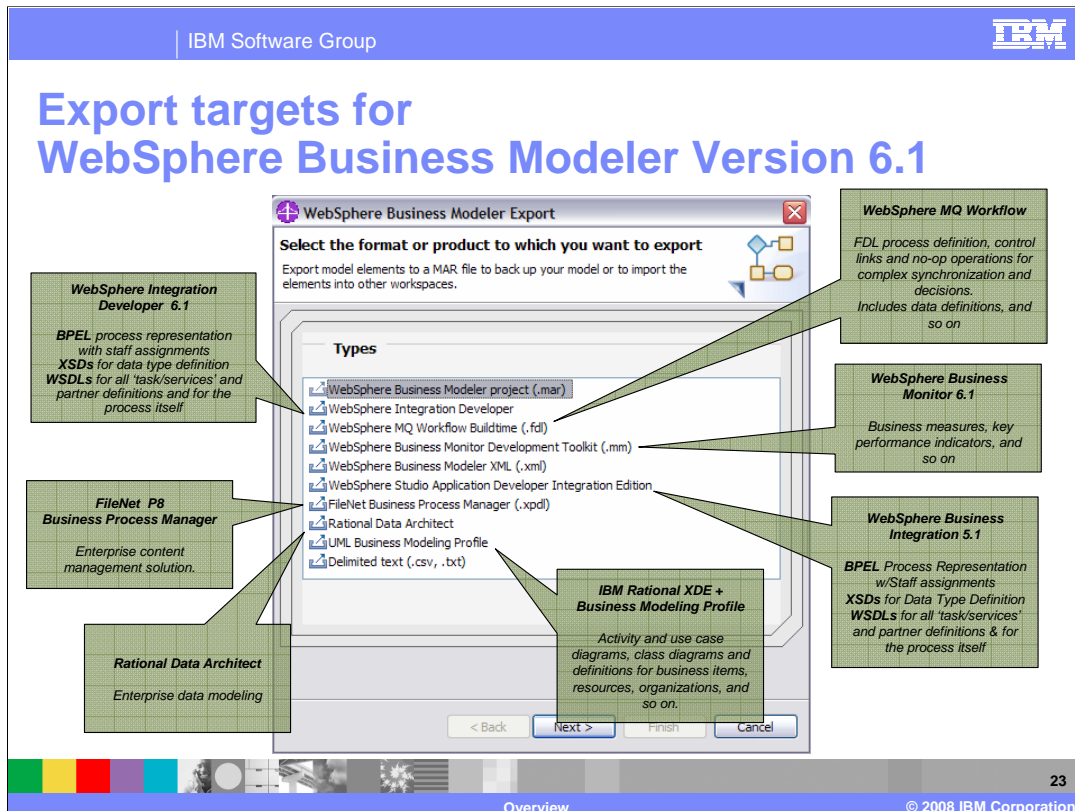 IBM Software Group
IBM
Export targets for
WebSphere Business Modeler Version 6.1
WebSphere Business Modeler Export
Select the format or product to which you want to export
Export model elements to a MAR file to back up your model or to import the
elements into other workspaces.
Types
WebSphere Business Modeler project (.mar)
WebSphere Integration Developer
WebSphere MQ Workflow Buildtime (.fdl)
WebSphere Business Monitor Development Toolkit (.mm)
WebSphere Business Modeler XML (.xml)
WebSphere Studio Application Developer Integration Edition
FileNet Business Process Manager (.xpdl)
Rational Data Architect
UML Business Modeling Profile
Delimited text (.csv, .txt)
< Back
Next >
Finish
Cancel
WebSphere Integration
Developer 6.1
BPEL process representation
with staff assignments
XSDs for data type definition
WSDLs for all 'task/services' and
partner definitions and for the
process itself
FileNet P8
Business Process Manager
Enterprise content
management solution.
Rational Data Architect
Enterprise data modeling
IBM Rational XDE +
Business Modeling Profile
Activity and use case
diagrams, class diagrams and
definitions for business items,
resources, organizations, and
so on.
WebSphere MQ Workflow
FDL process definition, control
links and no-op operations for
complex synchronization and
decisions.
Includes data definitions, and
so on
WebSphere Business
Monitor 6.1
Business measures, key
performance indicators, and
so on
WebSphere Business
Integration 5.1
BPEL Process Representation
w/Staff assignments
XSDs for Data Type Definition
WSDLs for all 'task/services'
and partner definitions & for
the process itself
23
Overview
© 2008 IBM Corporation